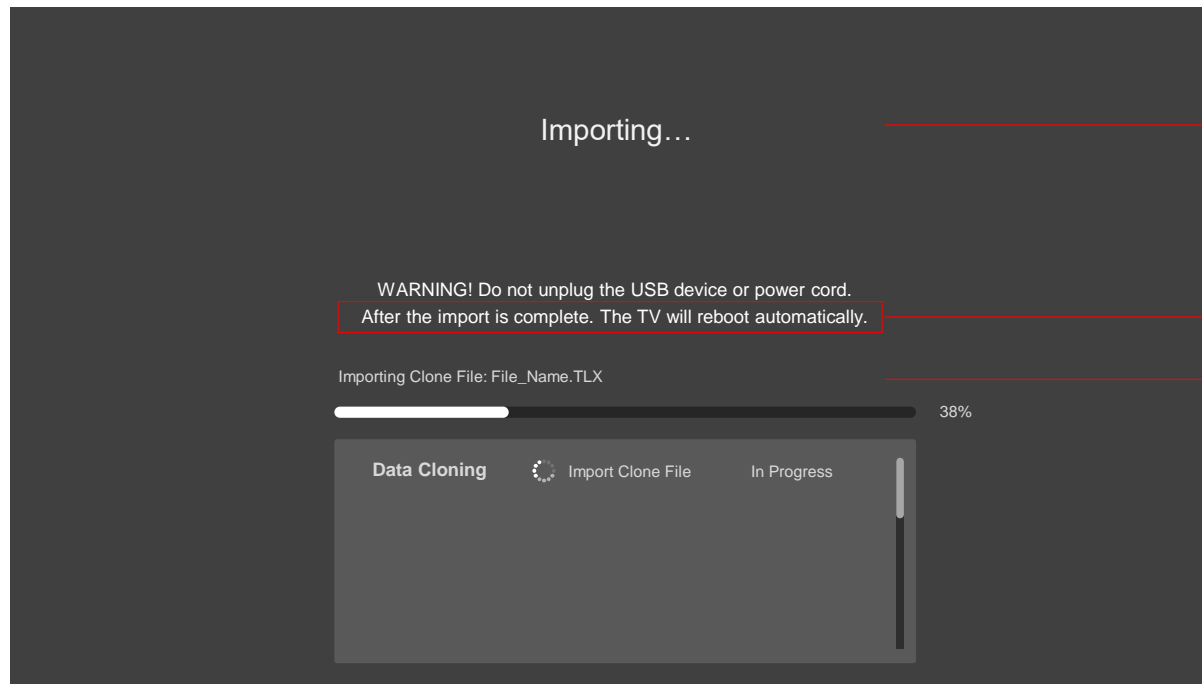 Importing…
WARNING! Do not unplug the USB device or power cord.
After the import is complete. The TV will reboot automatically.
Importing Clone File: File_Name.TLX
38%
Data Cloning Import Clone File In Progress